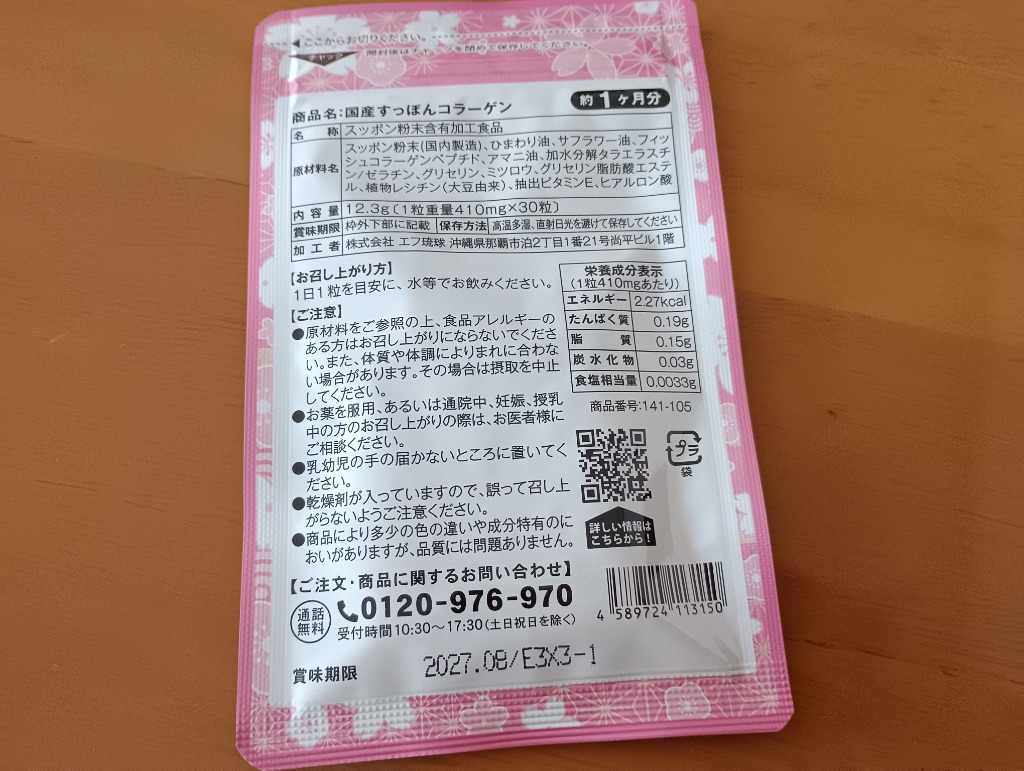 ここからお切りください。
チャック
開封後はチャックを閉めて保存してください。
商品名:国産すっぽんコラーゲン
約1ヶ月分
名 称 スッポン粉末含有加工食品
原材料名 スッポン粉末(国内製造)、ひまわり油、サフラワー油、フィッ
シュコラーゲンペプチド、アマニ油、加水分解タラエラスチ
ン/ゼラチン、グリセリン、ミツロウ、グリセリン脂肪酸エステ
ル、植物レシチン(大豆由来)、抽出ビタミンE、ヒアルロン酸
内容量 12.3g〔1粒重量410mg×30粒〕
賞味期限 枠外下部に記載 保存方法 高温多湿、直射日光を避けて保存してください
加工者 株式会社 エフ琉球 沖縄県那覇市泊2丁目1番21号尚平ビル1階
【お召し上がり方】
1日1粒を目安に、水等でお飲みください。
【ご注意】
●原材料をご参照の上、食品アレルギーの
ある方はお召し上がりにならないでくださ
い。また、体質や体調によりまれに合わな
い場合があります。その場合は摂取を中止
してください。
●お薬を服用、あるいは通院中、妊娠、授乳
中の方のお召し上がりの際は、お医者様に
ご相談ください。
●乳幼児の手の届かないところに置いてく
ださい。
●乾燥剤が入っていますので、誤って召し上
がらないようご注意ください。
●商品により多少の色の違いや成分特有のに
おいがありますが、品質には問題ありません。
栄養成分表示
(1粒410mgあたり)
エネルギー 2.27kcal
たんぱく質 0.19g
脂質 0.15g
炭水化物 0.03g
食塩相当量 0.0033g
商品番号:141-105
プラ
袋
詳しい情報は
こちらから!
【ご注文・商品に関するお問い合わせ】
通話
無料
0120-976-970
受付時間10:30～17:30(土日祝日を除く)
4 589724 113150
賞味期限 2027.08/E3X3-1